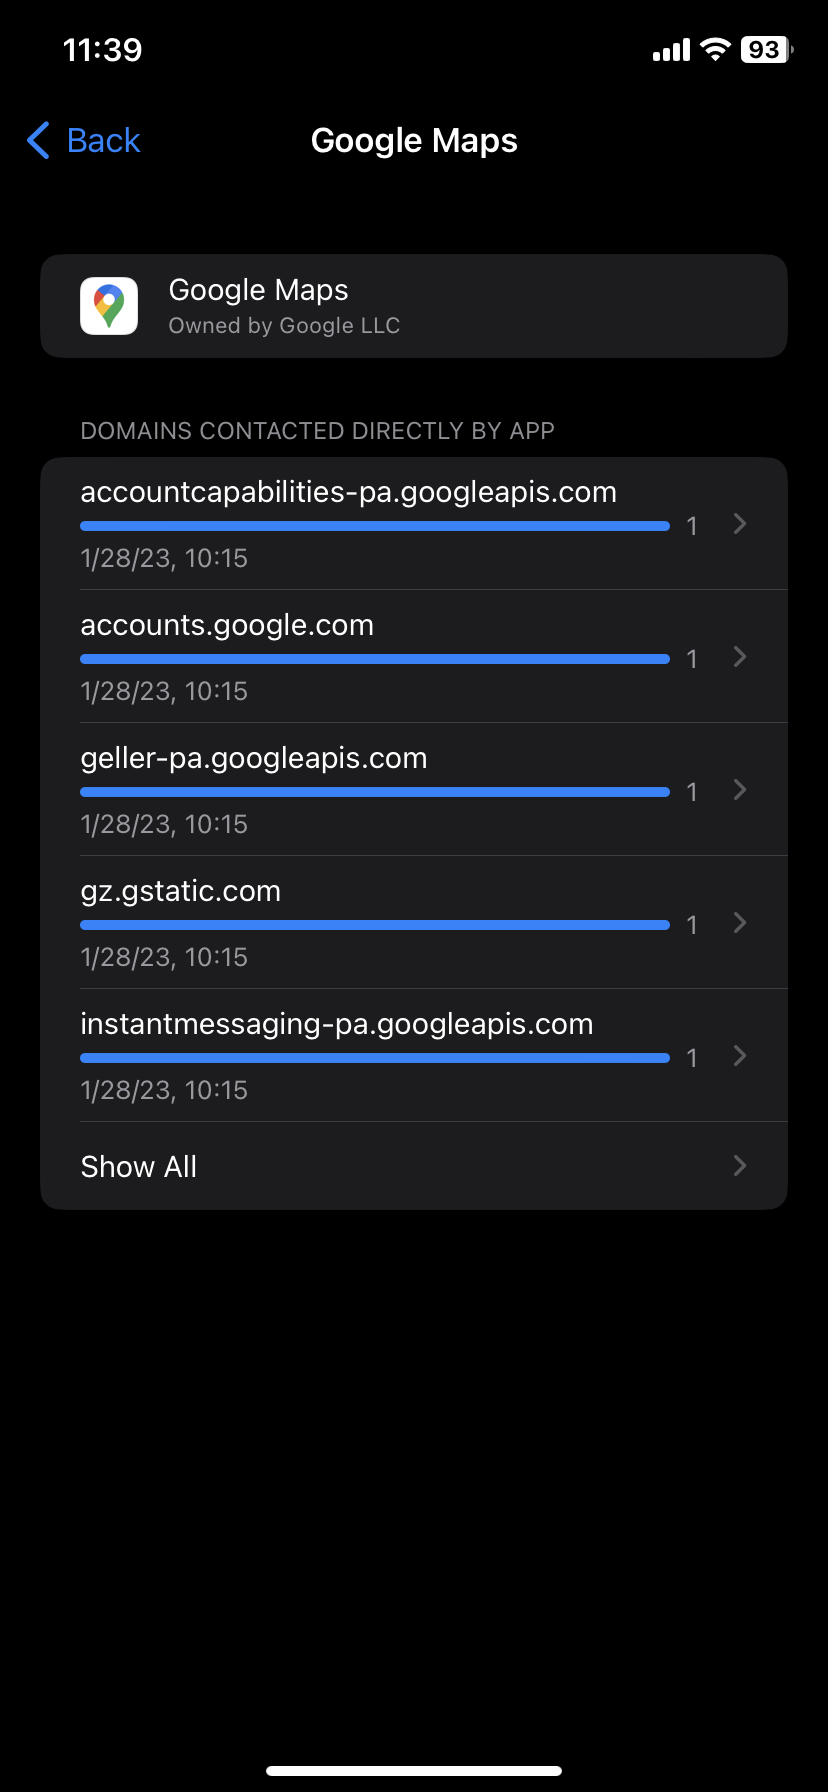 11:39
93
Back
Google Maps
Google Maps
Owned by Google LLC
DOMAINS CONTACTED DIRECTLY BY APP
accountcapabilities-pa.googleapis.com
1
1/28/23, 10:15
accounts.google.com
1
1/28/23, 10:15
geller-pa.googleapis.com
1
1/28/23, 10:15
gz.gstatic.com
1
1/28/23, 10:15
instantmessaging-pa.googleapis.com
1
1/28/23, 10:15
Show All